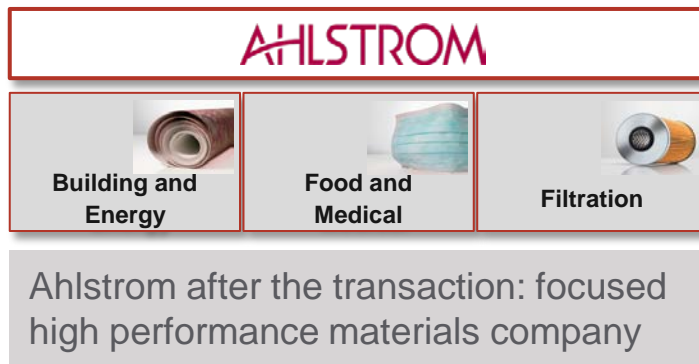 AHLSTROM
Building and
Energy
Food and
Medical
Filtration
Ahlstrom after the transaction: focused
high performance materials company